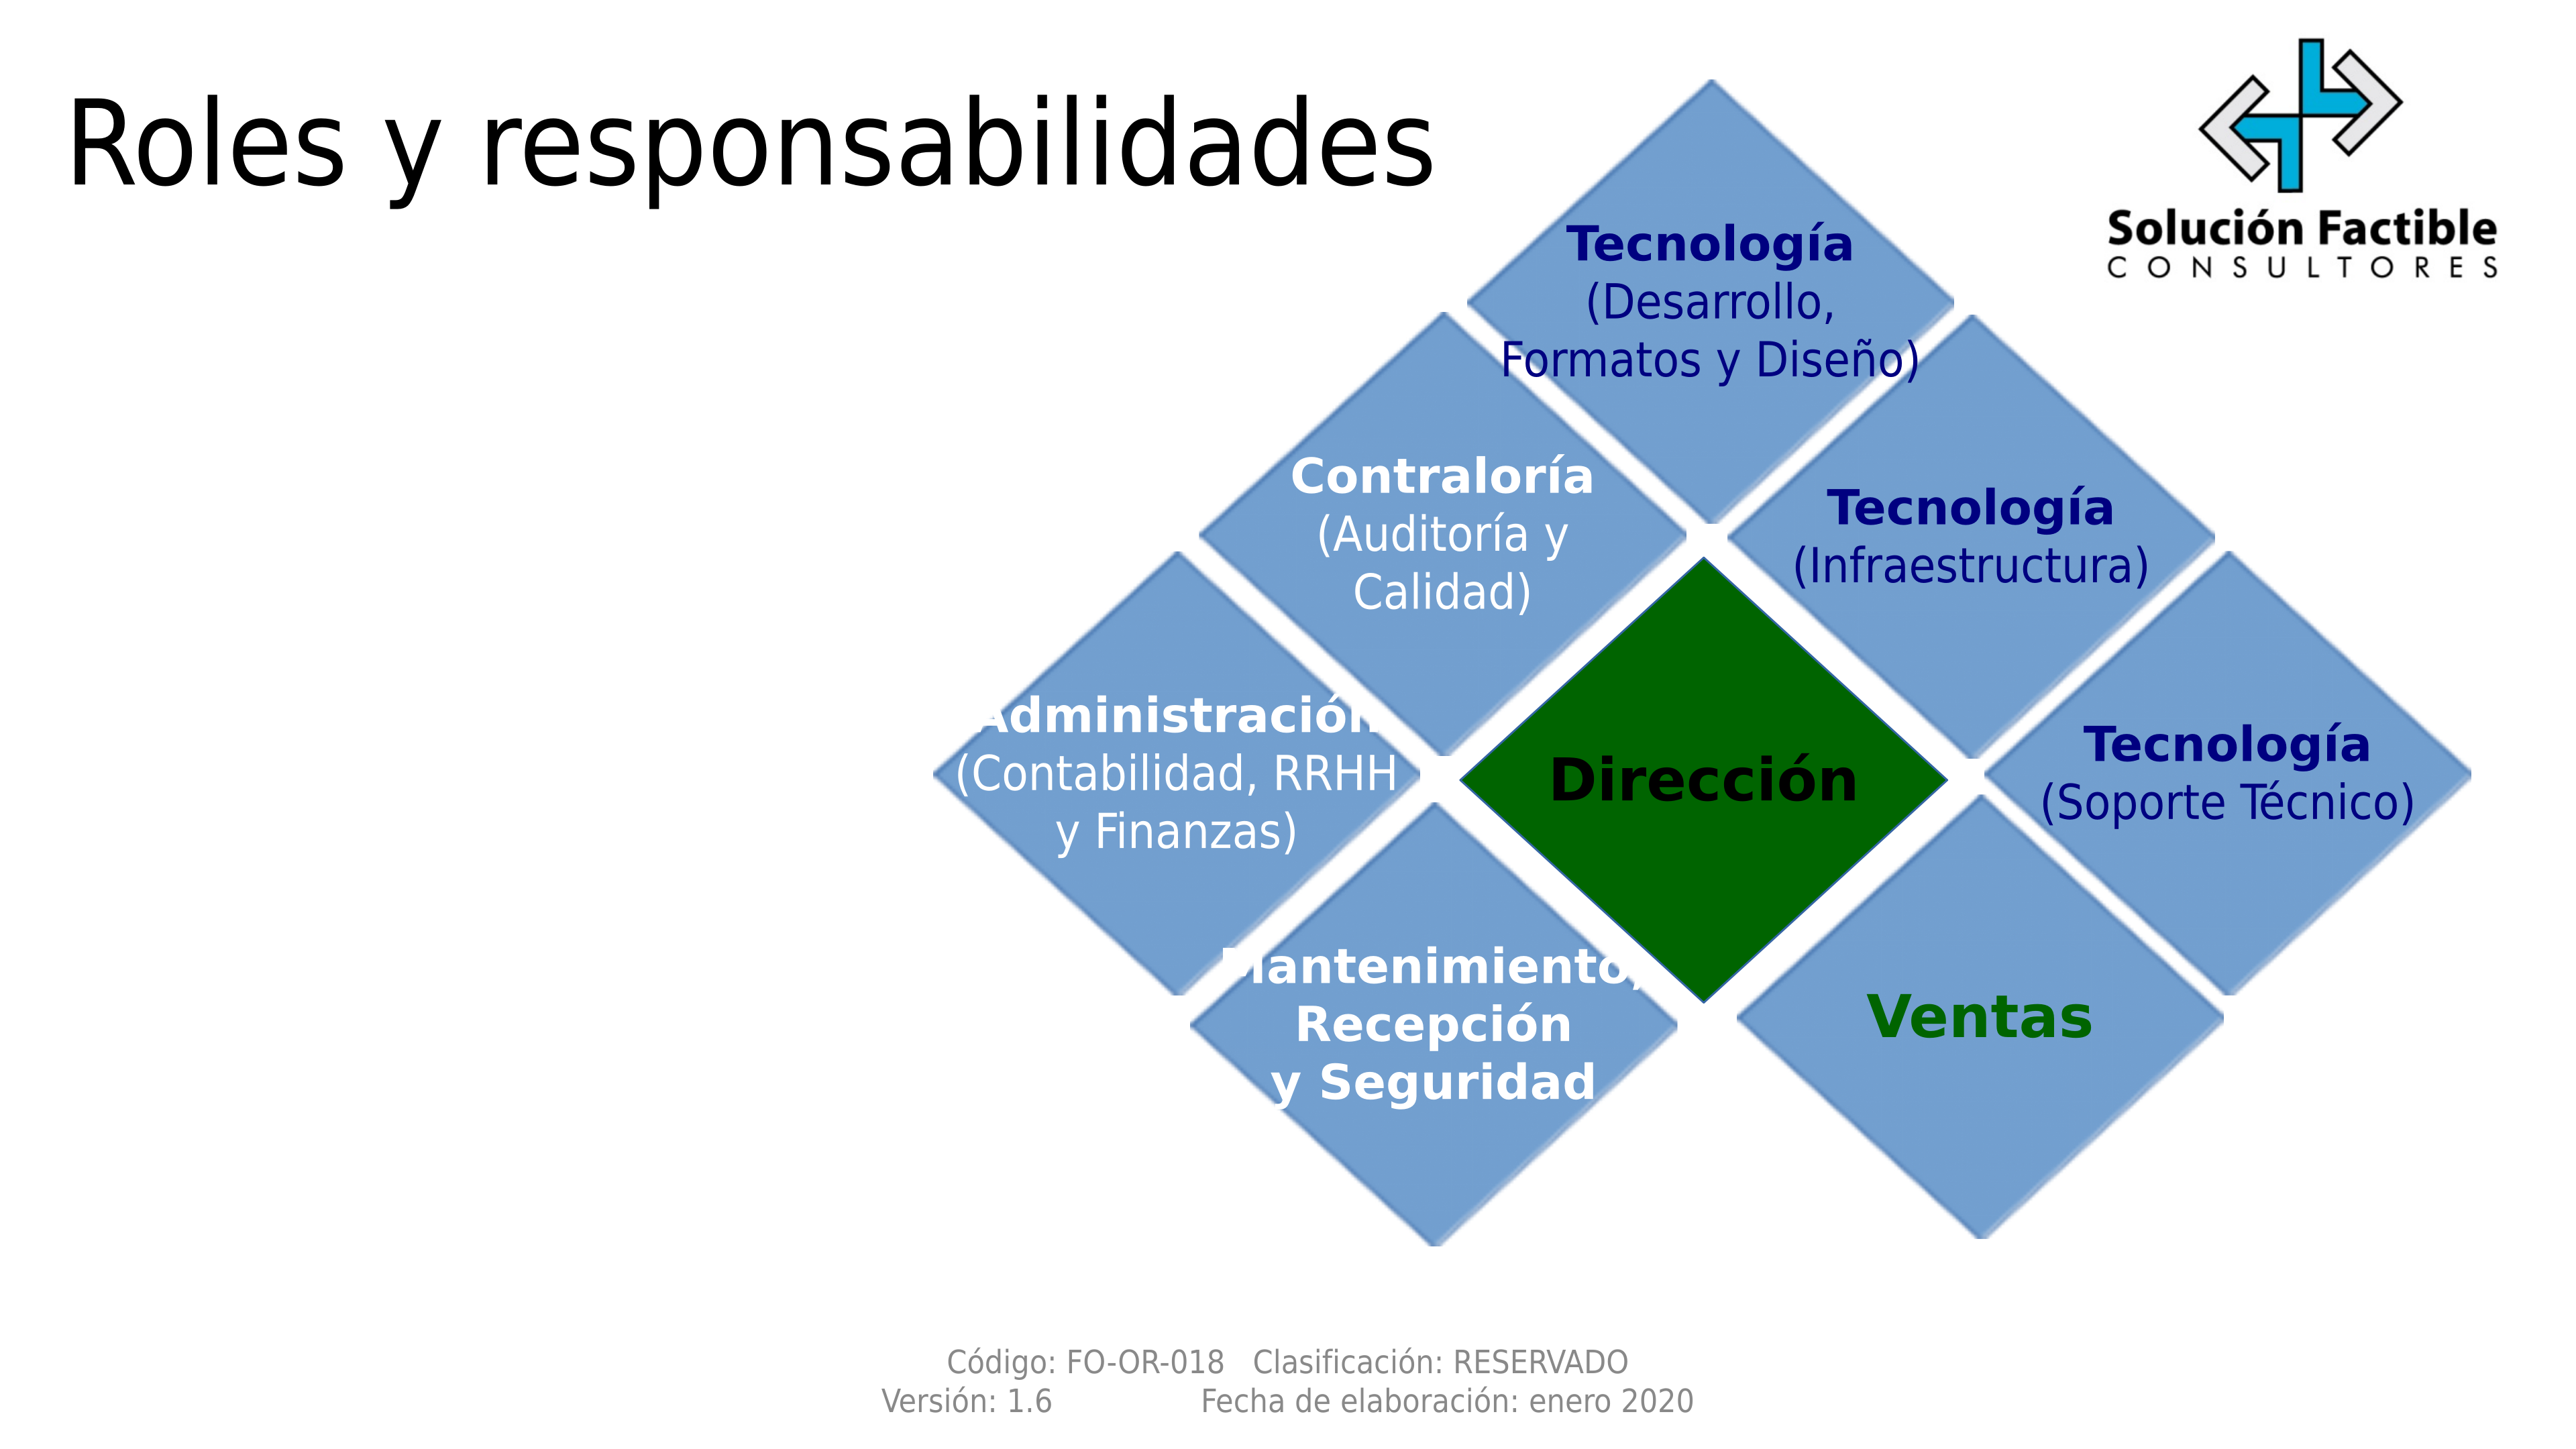 Roles y responsabilidades
Solución Factible
CONSULTORES
Tecnología
(Desarrollo,
Formatos y Diseño)
Contraloría
(Auditoría y
Calidad)
Tecnología
(Infraestructura)
Administración
(Contabilidad, RRHH
y Finanzas)
Dirección
Tecnología
(Soporte Técnico)
Mantenimiento,
Recepción
y Seguridad
Ventas
Código: FO-OR-018 Clasificación: RESERVADO
Versión: 1.6 Fecha de elaboración: enero 2020